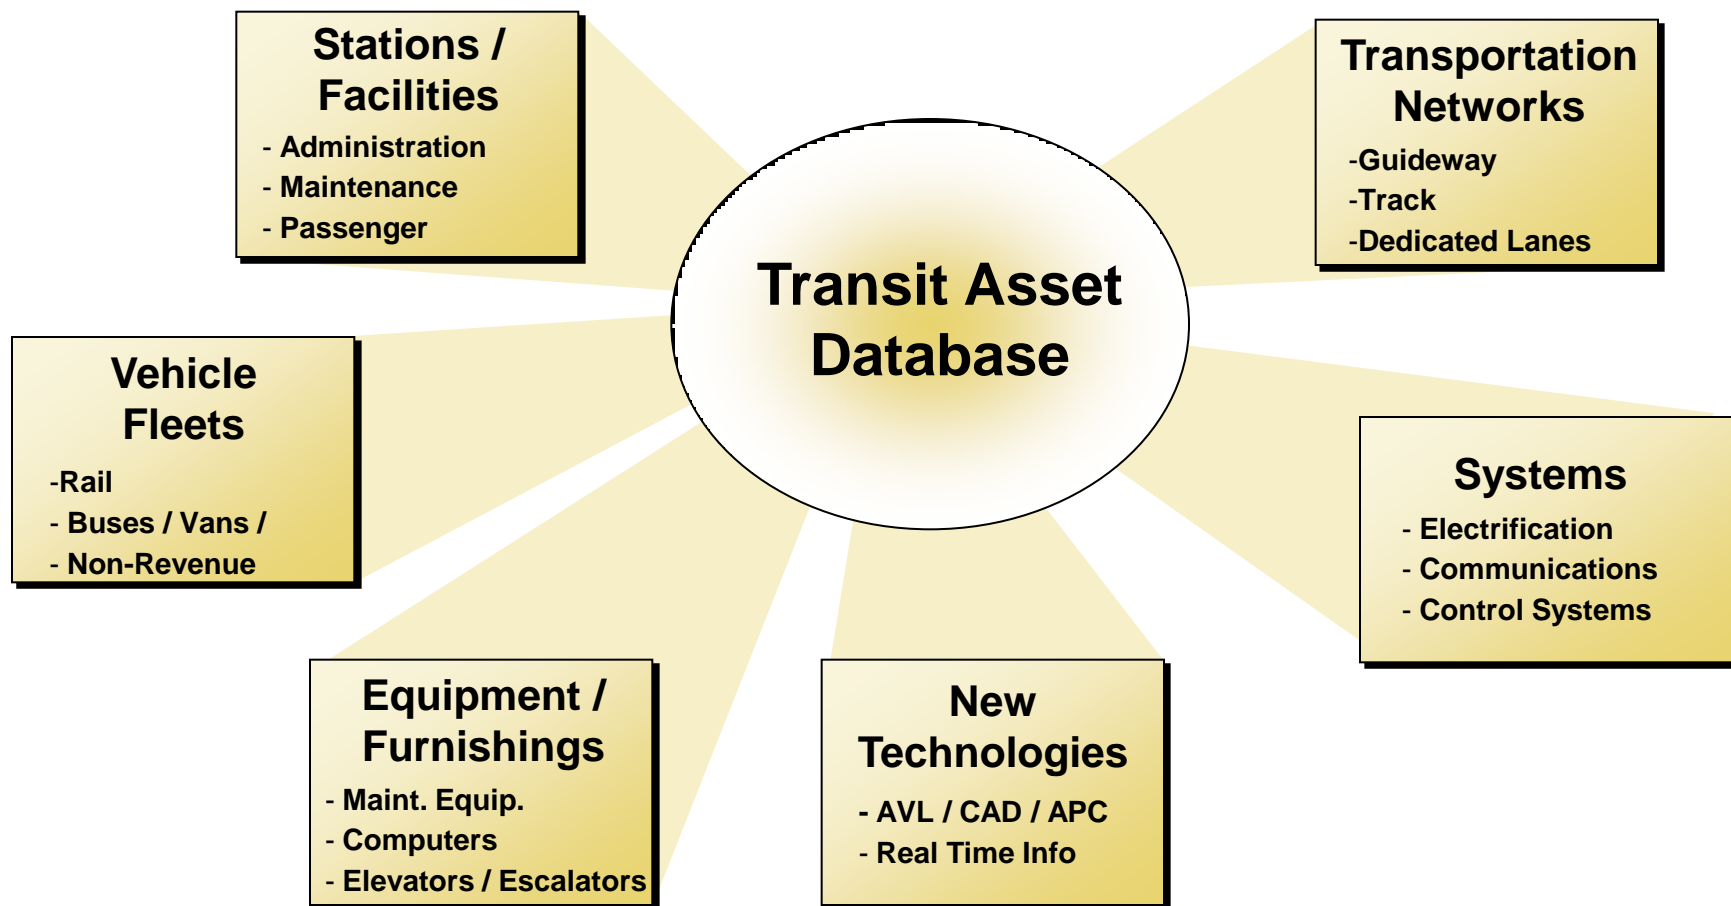 Stations /
Facilities
- Administration
- Maintenance
- Passenger
Transportation
Networks
-Guideway
-Track
-Dedicated Lanes
Transit Asset
Database
Vehicle
Fleets
-Rail
- Buses / Vans /
- Non-Revenue
Systems
- Electrification
- Communications
- Control Systems
Equipment /
Furnishings
- Maint. Equip.
- Computers
- Elevators / Escalators
New
Technologies
- AVL / CAD / APC
- Real Time Info